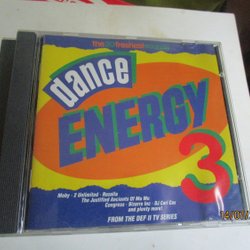 the 20 freshest
dance
ENERGY
3
Moby · 2 Unlimited · Rozalla
The Justified Ancients Of Mu Mu
Congress · Bizarre Inc · DJ Carl Cox
and plenty more!
FROM THE DEF II TV SERIES